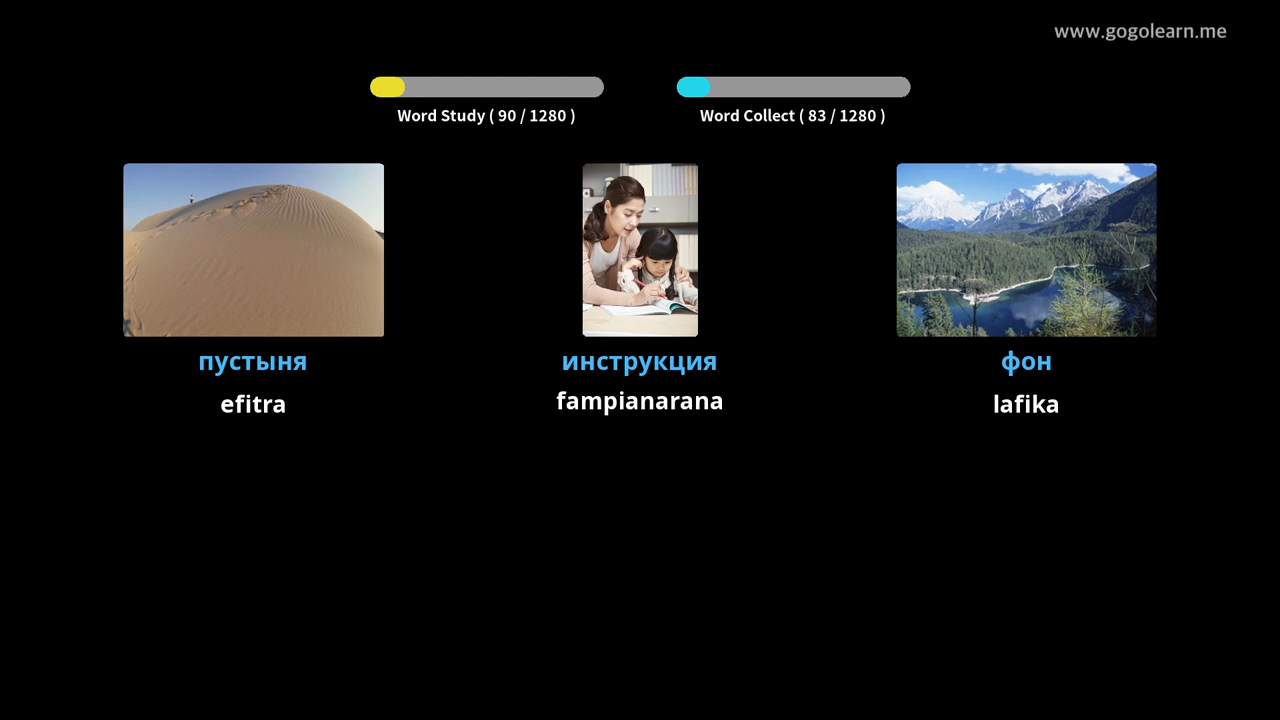 www.gogolearn.me
Word Study ( 90 / 1280 )
Word Collect ( 83 / 1280 )
пустыня
инструкция
фон
efitra
fampianarana
lafika